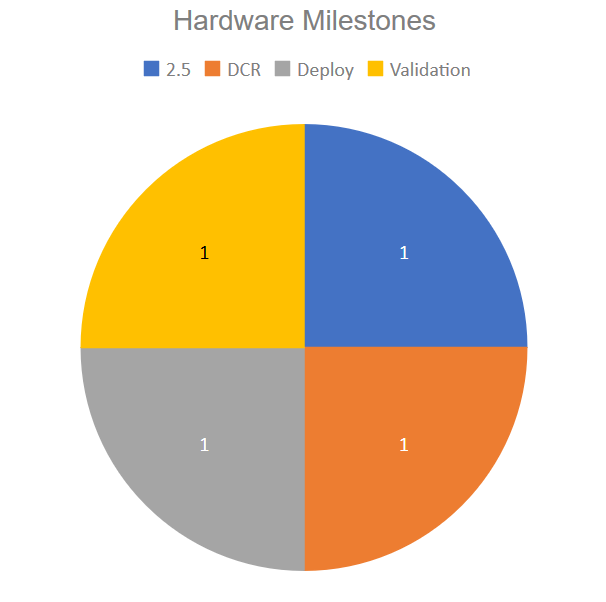 Hardware Milestones
2.5 DCR Deploy Validation
1 1
1 1